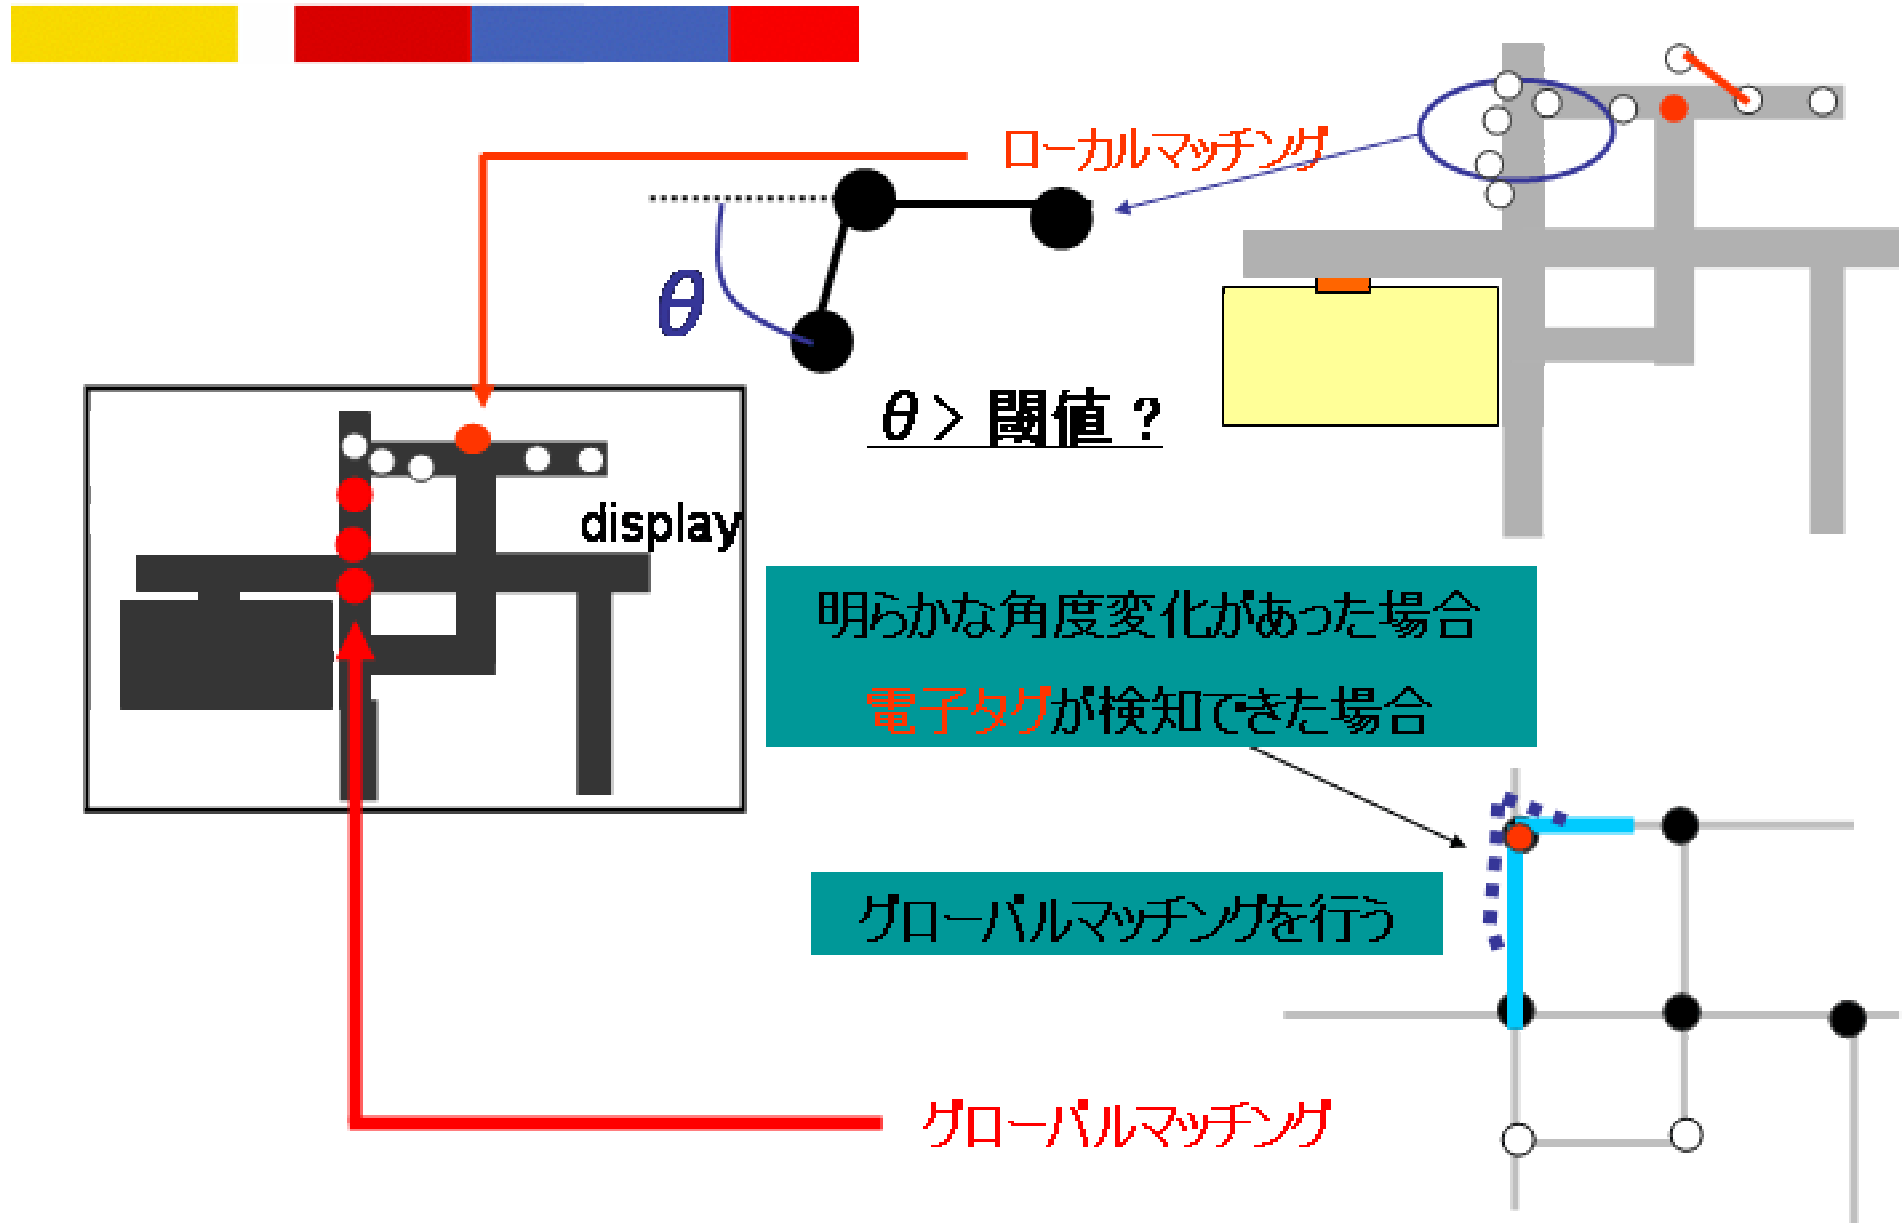 ローカルマッチング
θ
θ> 閾値?
display
明らかな角度変化があった場合
電子タグが検知できた場合
グローバルマッチングを行う
グローバルマッチング